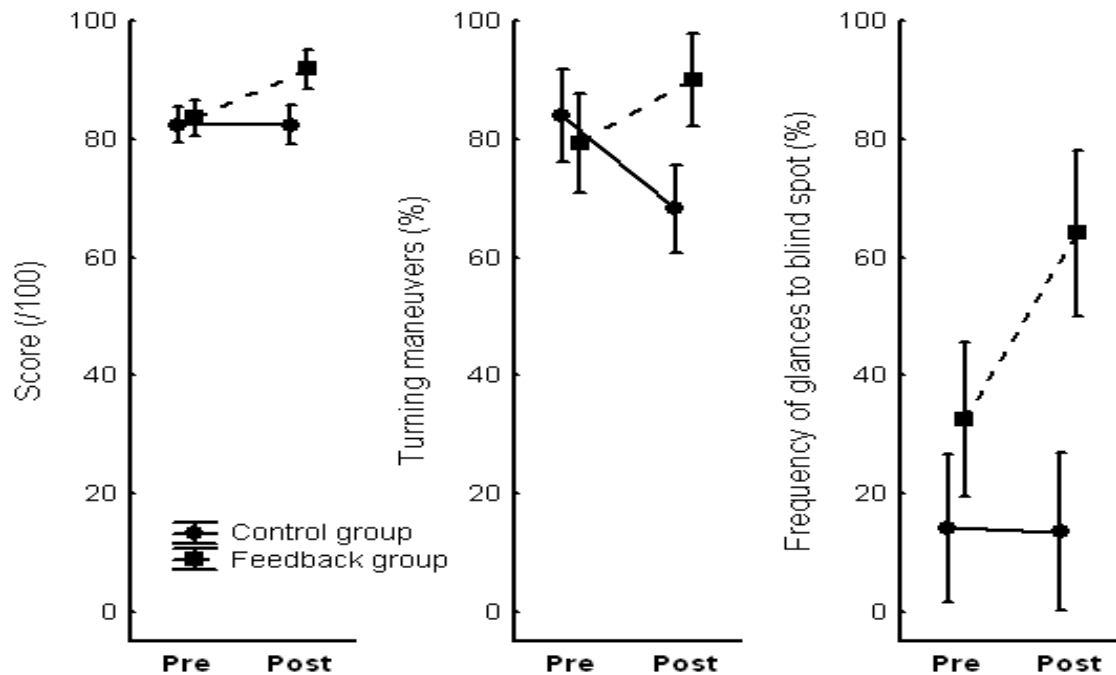 Score (/100)
100
80
60
40
20
0
Pre Post
Control group
Feedback group
Turning maneuvers (%)
100
80
60
40
20
0
Pre Post
Frequency of glances to blind spot (%)
100
80
60
40
20
0
Pre Post